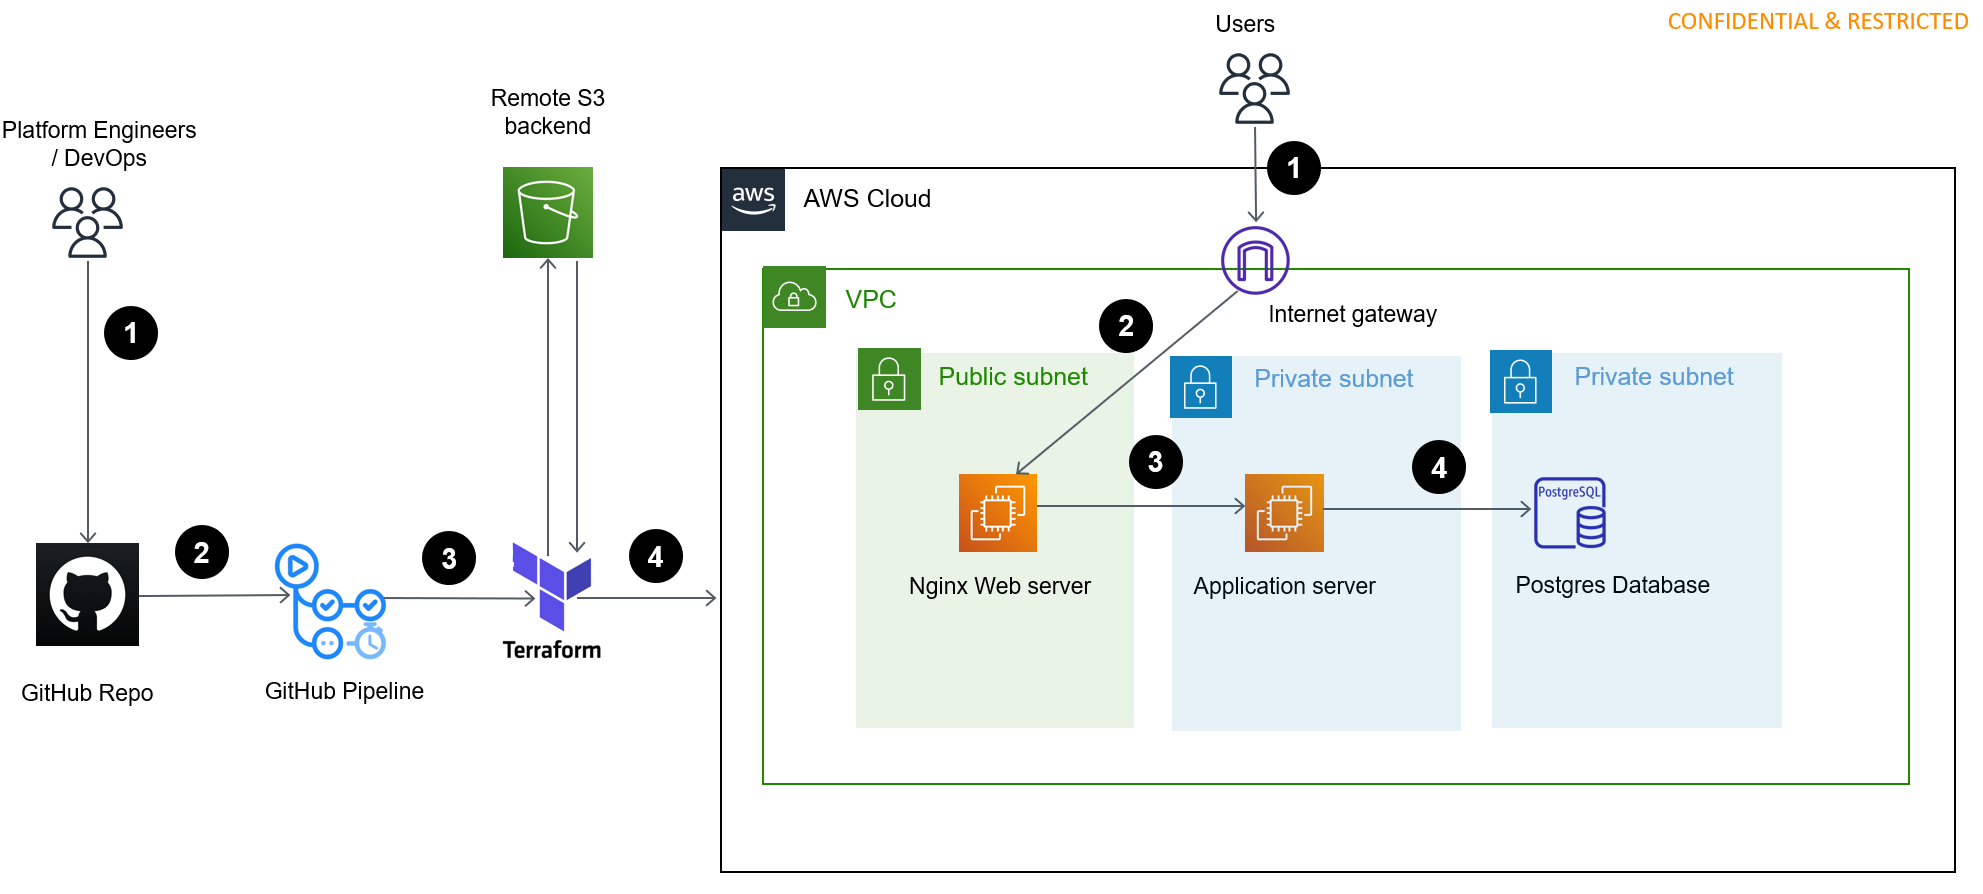 Users
CONFIDENTIAL & RESTRICTED
Remote S3
backend
Platform Engineers
/ DevOps
1
aws
AWS Cloud
VPC
Internet gateway
1
2
2
Public subnet
Private subnet
Private subnet
3
4
PostgreSQL
2
3
4
Nginx Web server
Application server
Postgres Database
Terraform
GitHub Repo
GitHub Pipeline